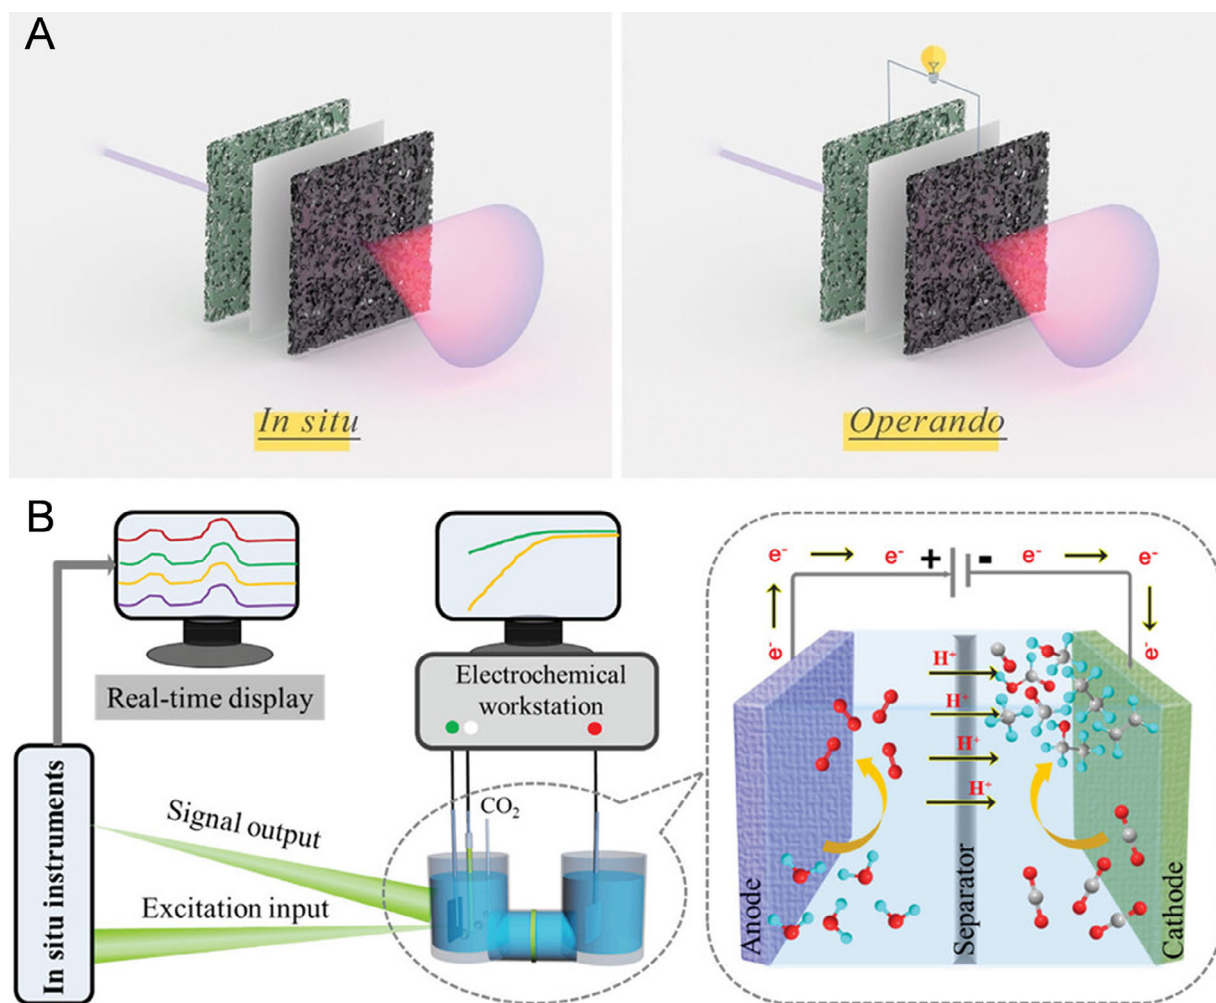 A
In situ
Operando
B
Real-time display
Electrochemical
workstation
In situ instruments
Signal output
Excitation input
CO₂
e⁻
e⁻
+
-
e⁻
e⁻
e⁻
e⁻
H⁺
H⁺
H⁺
H⁺
Anode
Separator
Cathode